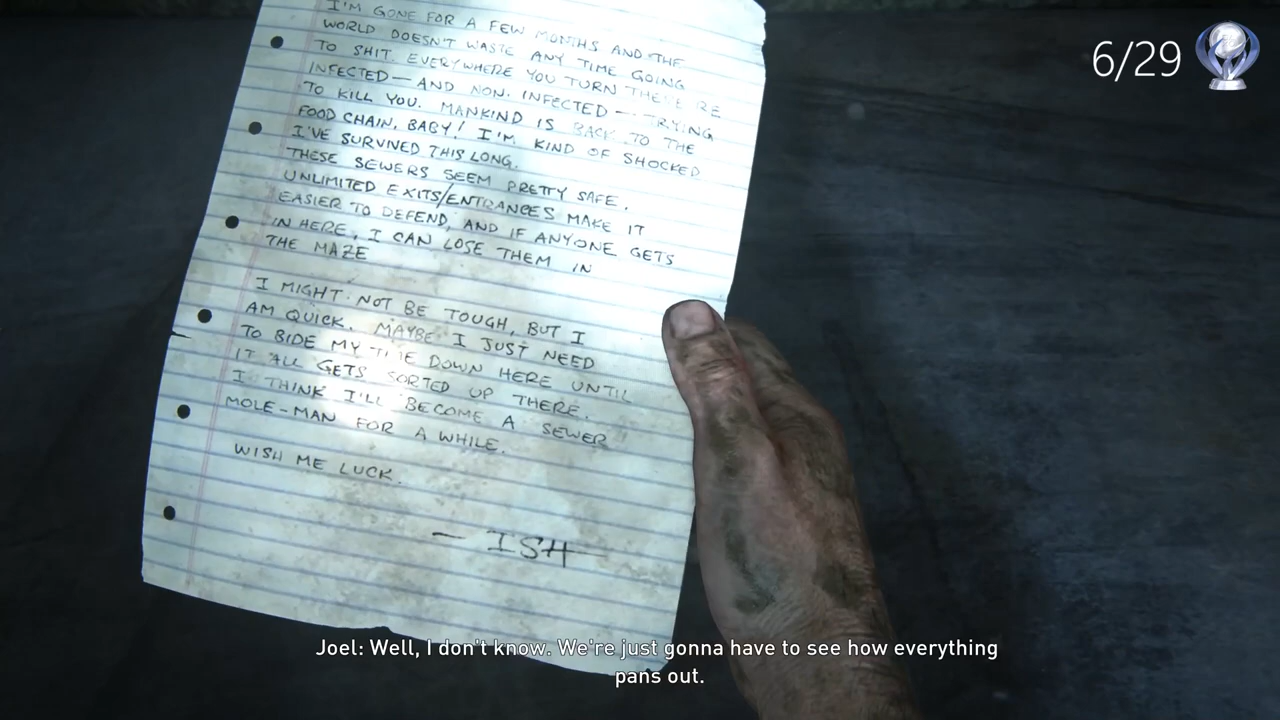 I'M GONE FOR A FEW MONTHS AND THE
WORLD DOESN'T WASTE ANY TIME GOING
TO SHIT. EVERYWHERE YOU TURN THERE'RE
INFECTED — AND NON-INFECTED — TRYING
TO KILL YOU. MANKIND IS BACK TO THE
FOOD CHAIN, BABY! I'M KIND OF SHOCKED
I'VE SURVIVED THIS LONG.
THESE SEWERS SEEM PRETTY SAFE.
UNLIMITED EXITS/ENTRANCES MAKE IT
EASIER TO DEFEND, AND IF ANYONE GETS
IN HERE, I CAN LOSE THEM IN
THE MAZE
I MIGHT NOT BE TOUGH, BUT I
AM QUICK. MAYBE I JUST NEED
TO BIDE MY TIME DOWN HERE UNTIL
IT ALL GETS SORTED UP THERE.
I THINK I'LL BECOME A SEWER
MOLE-MAN FOR A WHILE.
WISH ME LUCK.
— ISH
6/29
Joel: Well, I don't know. We're just gonna have to see how everything
pans out.